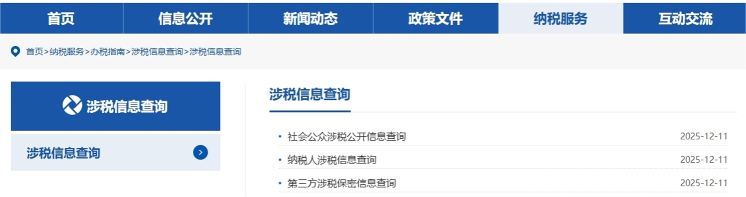 首页 信息公开 新闻动态 政策文件 纳税服务 互动交流
首页>纳税服务>办税指南>涉税信息查询>涉税信息查询
涉税信息查询
涉税信息查询
涉税信息查询
社会公众涉税公开信息查询 2025-12-11
纳税人涉税信息查询 2025-12-11
第三方涉税保密信息查询 2025-12-11